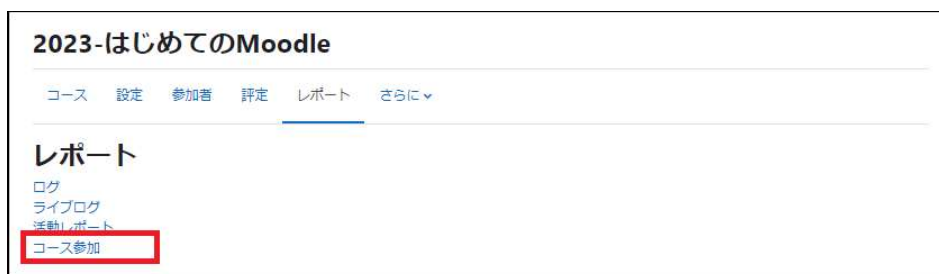 2023-はじめてのMoodle
コース 設定 参加者 評定 レポート さらに
レポート
ログ
ライブログ
活動レポート
コース参加